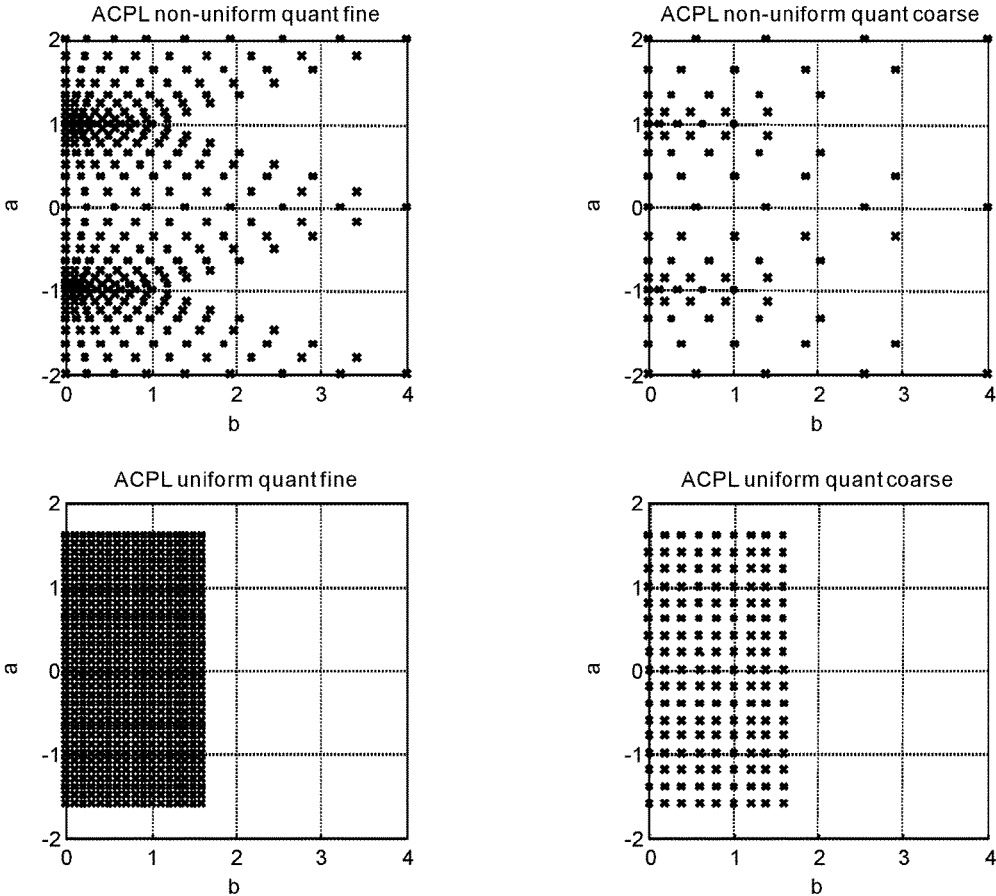 ACPL non-uniform quant fine
2
1
0
-1
-2
a
0 1 2 3 4
b
ACPL non-uniform quant coarse
2
1
0
-1
-2
a
0 1 2 3 4
b
ACPL uniform quant fine
2
1
0
-1
-2
a
0 1 2 3 4
b
ACPL uniform quant coarse
2
1
0
-1
-2
a
0 1 2 3 4
b